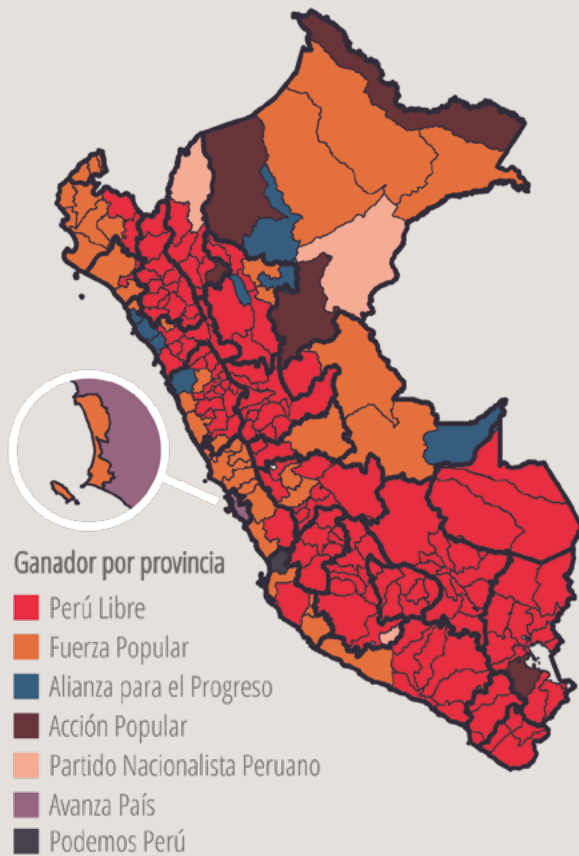 Ganador por provincia
Perú Libre
Fuerza Popular
Alianza para el Progreso
Acción Popular
Partido Nacionalista Peruano
Avanza País
Podemos Perú